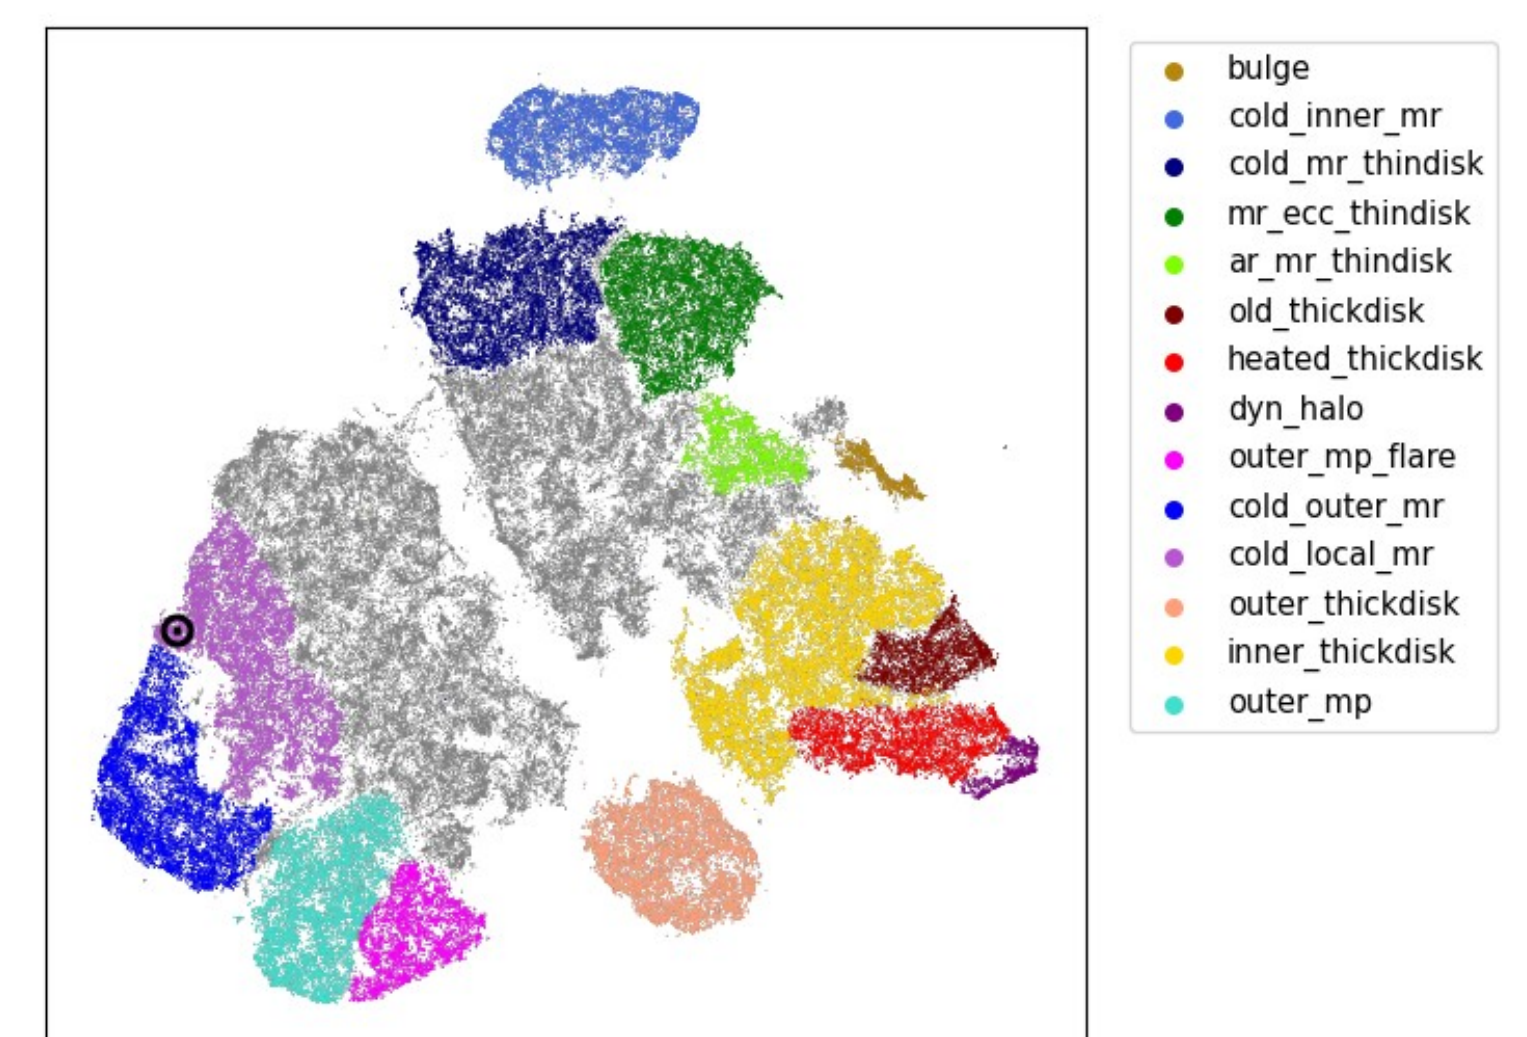 bulge
cold_inner_mr
cold_mr_thindisk
mr_ecc_thindisk
ar_mr_thindisk
old_thickdisk
heated_thickdisk
dyn_halo
outer_mp_flare
cold_outer_mr
cold_local_mr
outer_thickdisk
inner_thickdisk
outer_mp